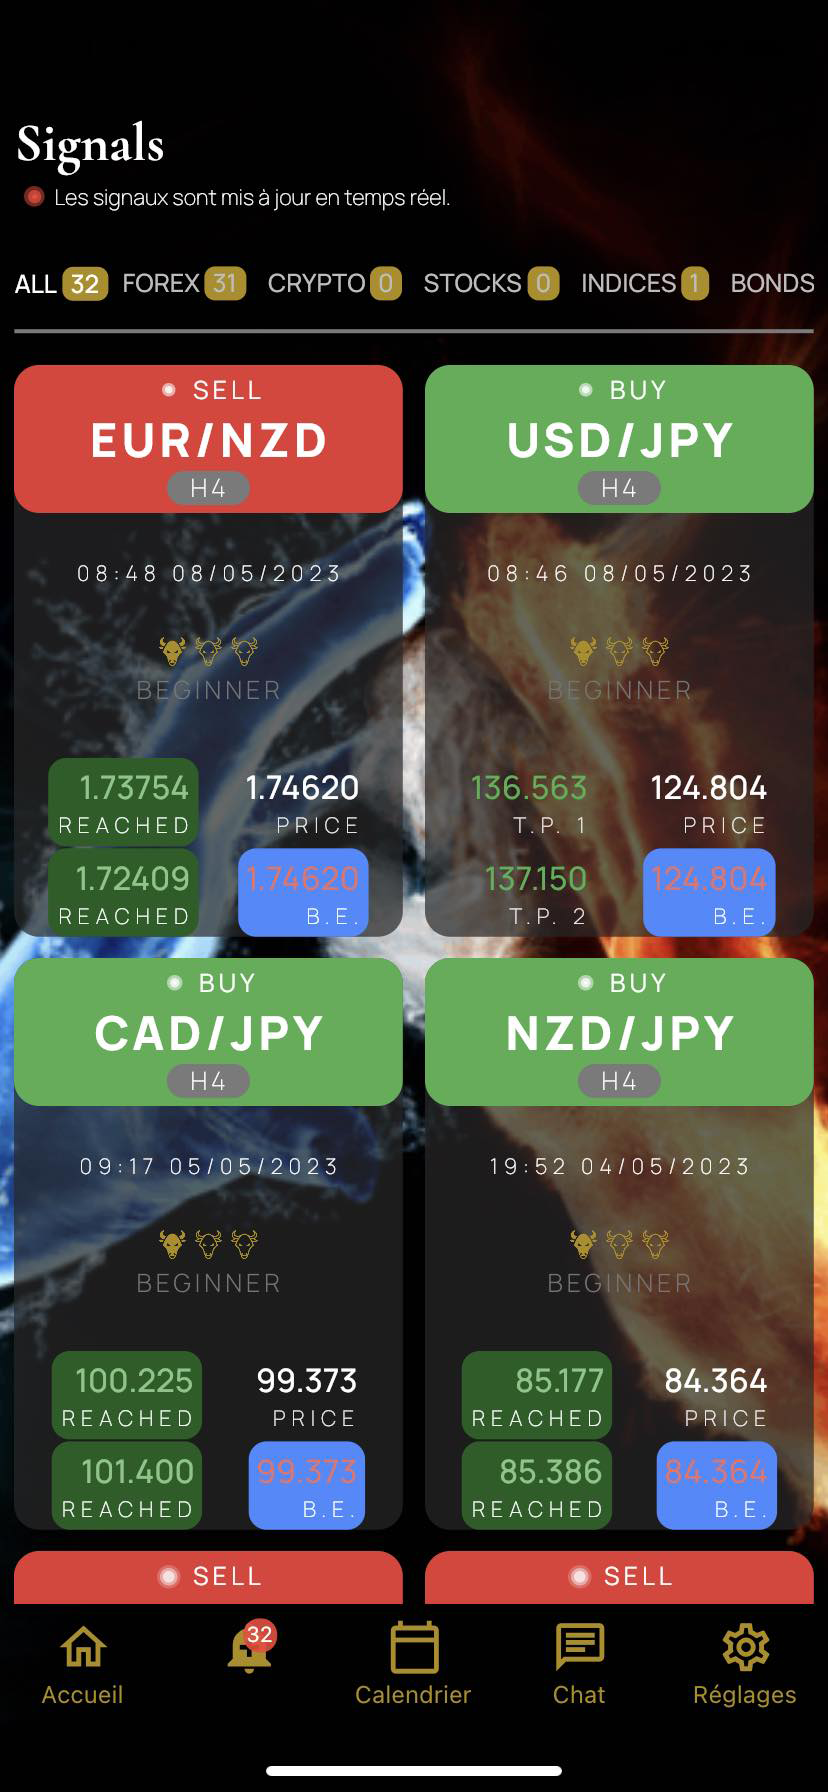 Signals
Les signaux sont mis à jour en temps réel.
ALL 32 FOREX 31 CRYPTO 0 STOCKS 0 INDICES 1 BONDS
SELL
EUR/NZD
H4
08:48 08/05/2023
BEGINNER
1.73754 1.74620
REACHED PRICE
1.72409 1.74620
REACHED B.E.
BUY
USD/JPY
H4
08:46 08/05/2023
BEGINNER
136.563 124.804
T.P. 1 PRICE
137.150 124.804
T.P. 2 B.E.
BUY
CAD/JPY
H4
09:17 05/05/2023
BEGINNER
100.225 99.373
REACHED PRICE
101.400 99.373
REACHED B.E.
BUY
NZD/JPY
H4
19:52 04/05/2023
BEGINNER
85.177 84.364
REACHED PRICE
85.386 84.364
REACHED B.E.
SELL
SELL
32
Accueil Calendrier Chat Réglages